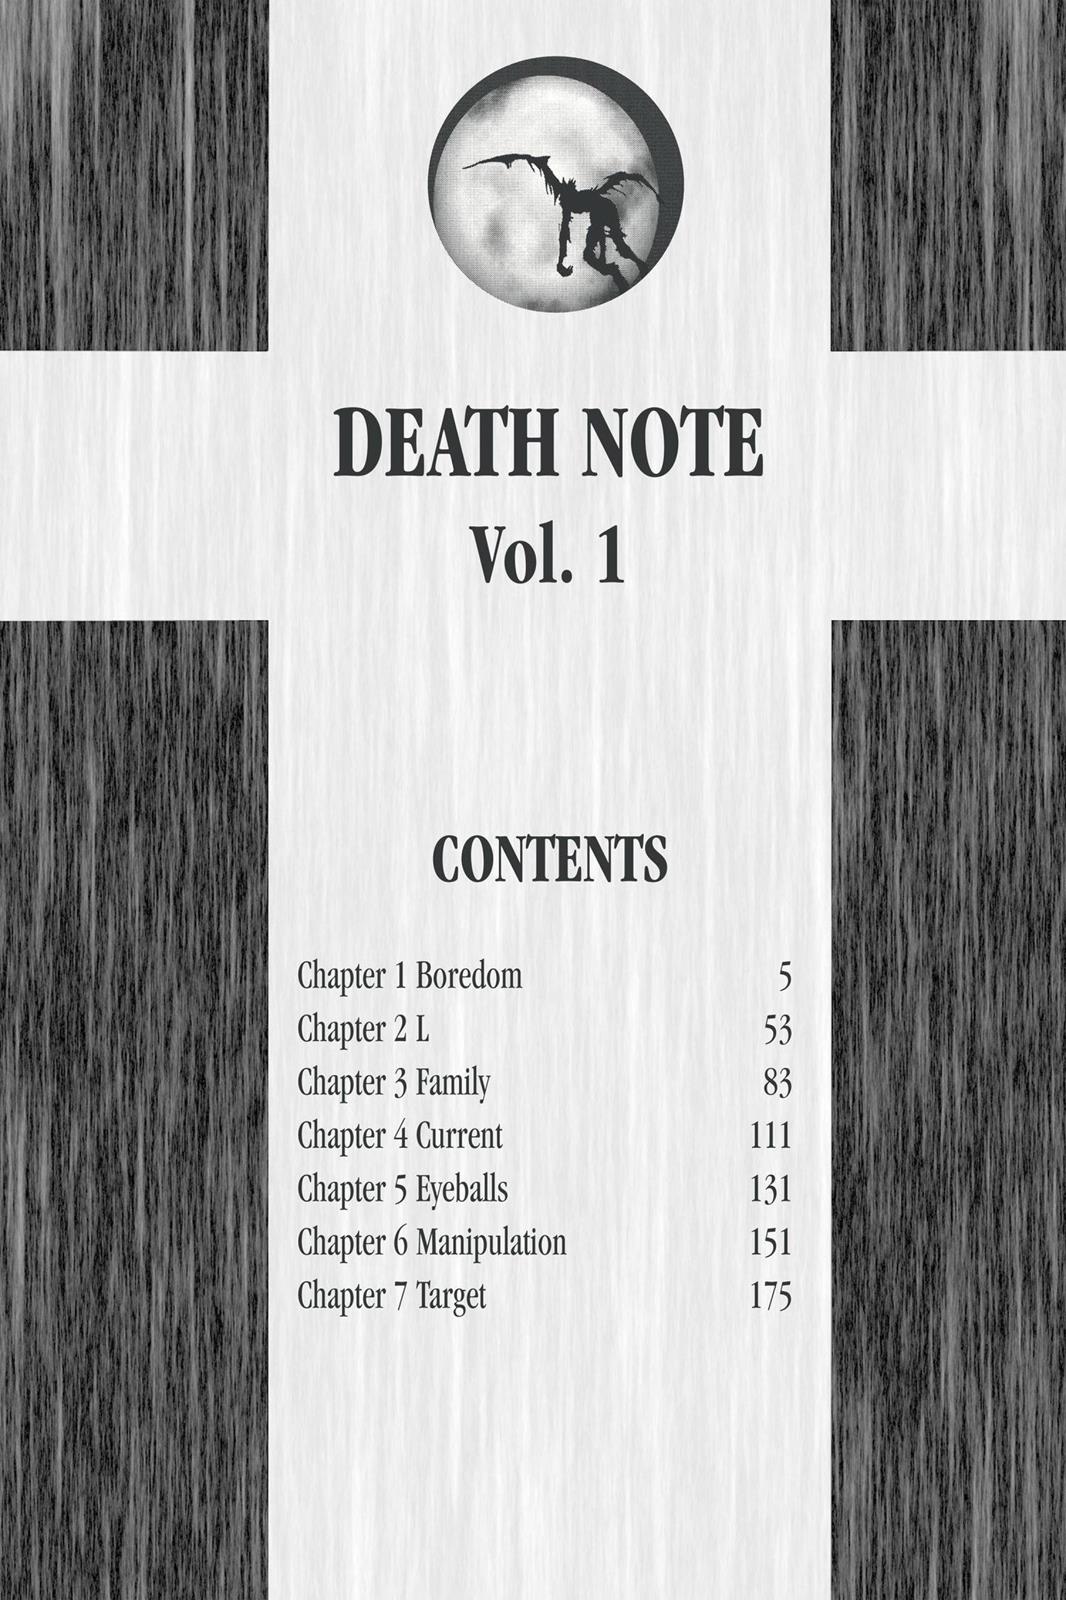 DEATH NOTE
Vol. 1
CONTENTS
Chapter 1 Boredom 5
Chapter 2 L 53
Chapter 3 Family 83
Chapter 4 Current 111
Chapter 5 Eyeballs 131
Chapter 6 Manipulation 151
Chapter 7 Target 175